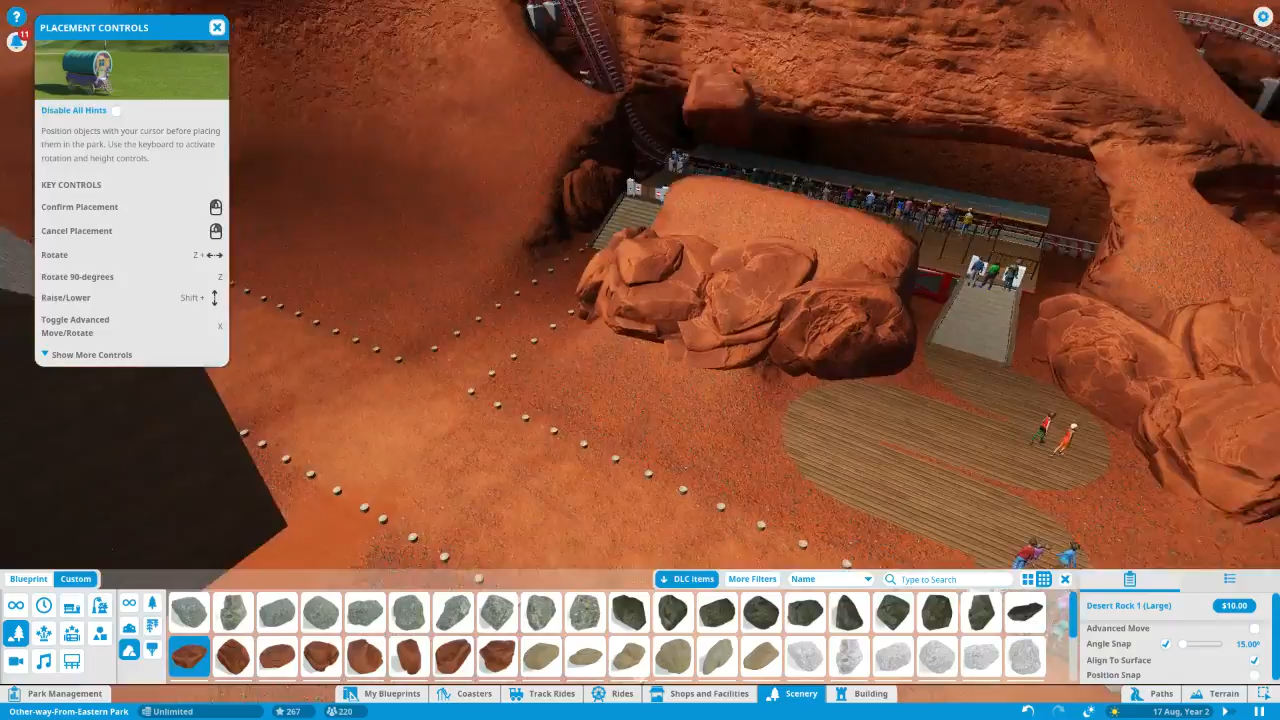 ?
11
PLACEMENT CONTROLS
Disable All Hints
Position objects with your cursor before placing
them in the park. Use the keyboard to activate
rotation and height controls.
KEY CONTROLS
Confirm Placement
Cancel Placement
Rotate Z +
Rotate 90-degrees Z
Raise/Lower Shift +
Toggle Advanced
Move/Rotate X
Show More Controls
Blueprint Custom DLC Items More Filters Name Type to Search
Desert Rock 1 (Large) $10.00
Advanced Move
Angle Snap 15.00°
Align To Surface
Position Snap
Park Management My Blueprints Coasters Track Rides Rides Shops and Facilities Scenery Building Paths Terrain
Other-way-From-Eastern Park Unlimited 267 220 17 Aug, Year 2